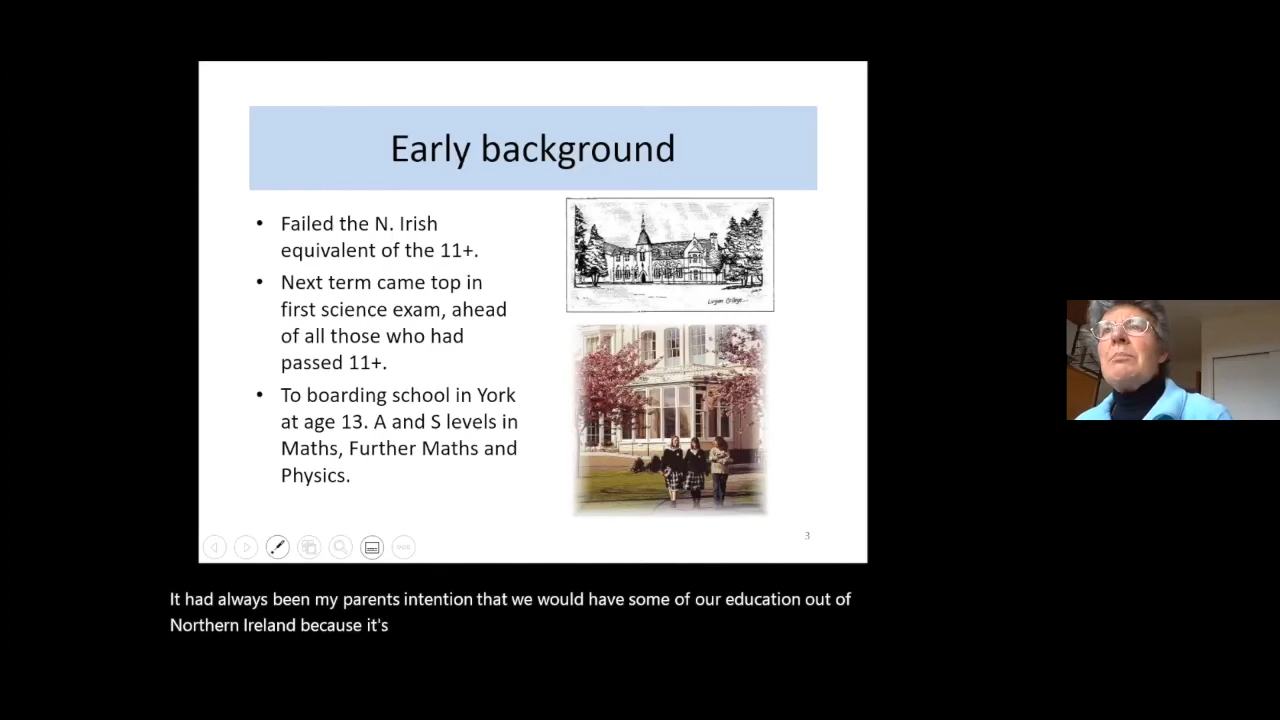 Early background
• Failed the N. Irish
equivalent of the 11+.
• Next term came top in
first science exam, ahead
of all those who had
passed 11+.
• To boarding school in York
at age 13. A and S levels in
Maths, Further Maths and
Physics.
Lurgan College
3
It had always been my parents intention that we would have some of our education out of
Northern Ireland because it's